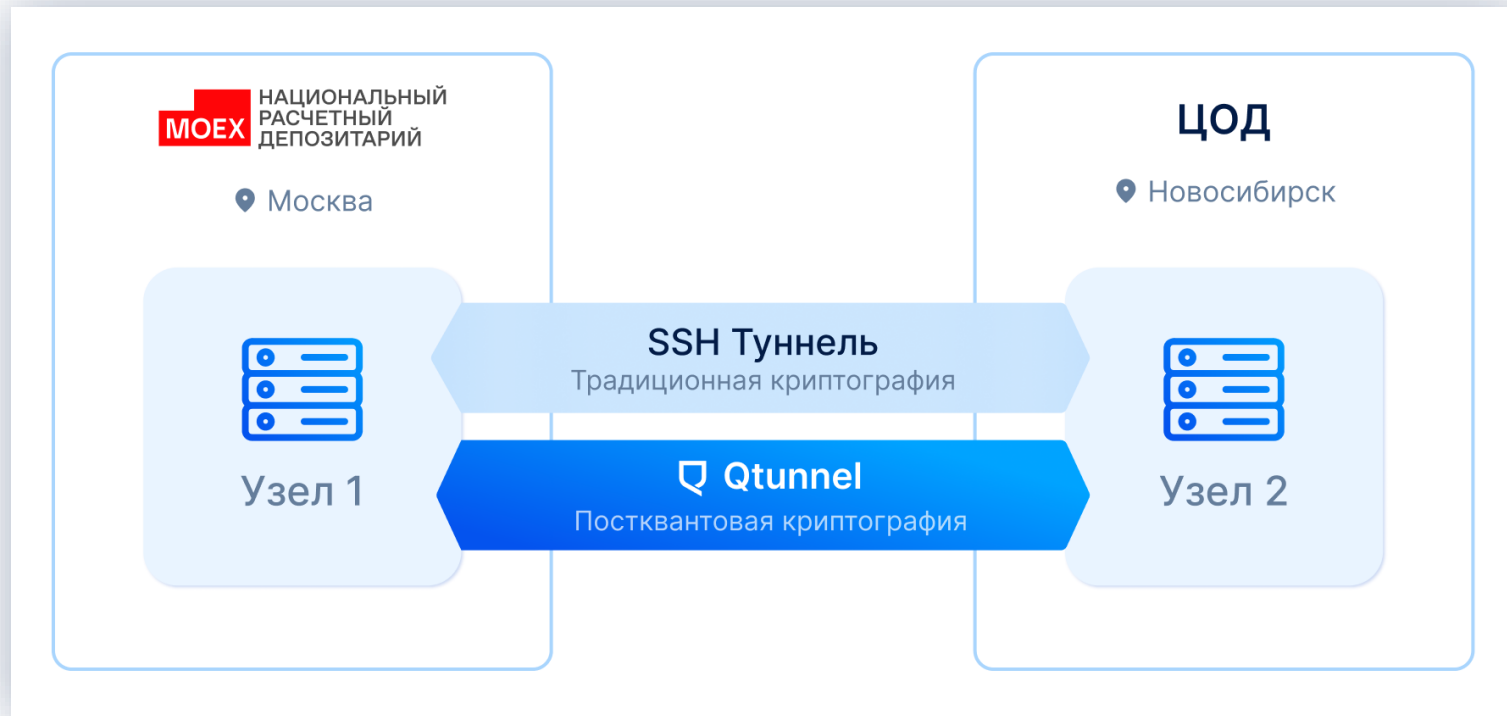 MOEX
НАЦИОНАЛЬНЫЙ
РАСЧЕТНЫЙ
ДЕПОЗИТАРИЙ
Москва
ЦОД
Новосибирск
SSH Туннель
Традиционная криптография
Qtunnel
Постквантовая криптография
Узел 1
Узел 2